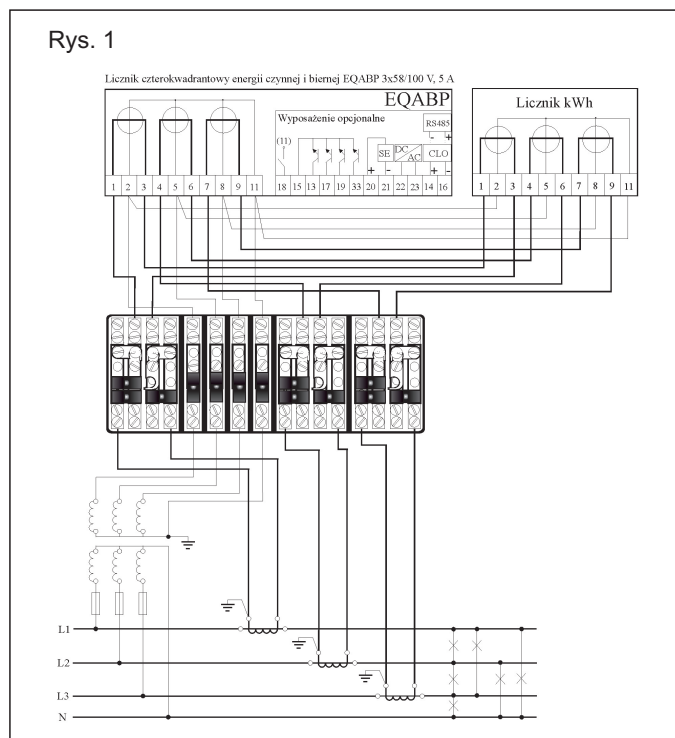 Rys. 1
Licznik czterokwadrantowy energii czynnej i biernej EQABP 3x58/100 V, 5 A
EQABP
Wyposażenie opcjonalne
RS485
- +
(11)
SE DC AC CLO
+ - + -
1 2 3 4 5 6 7 8 9 11
18 15 13 17 19 33 20 21 22 23 14 16
Licznik kWh
1 2 3 4 5 6 7 8 9 11
D D D
L1
L2
L3
N